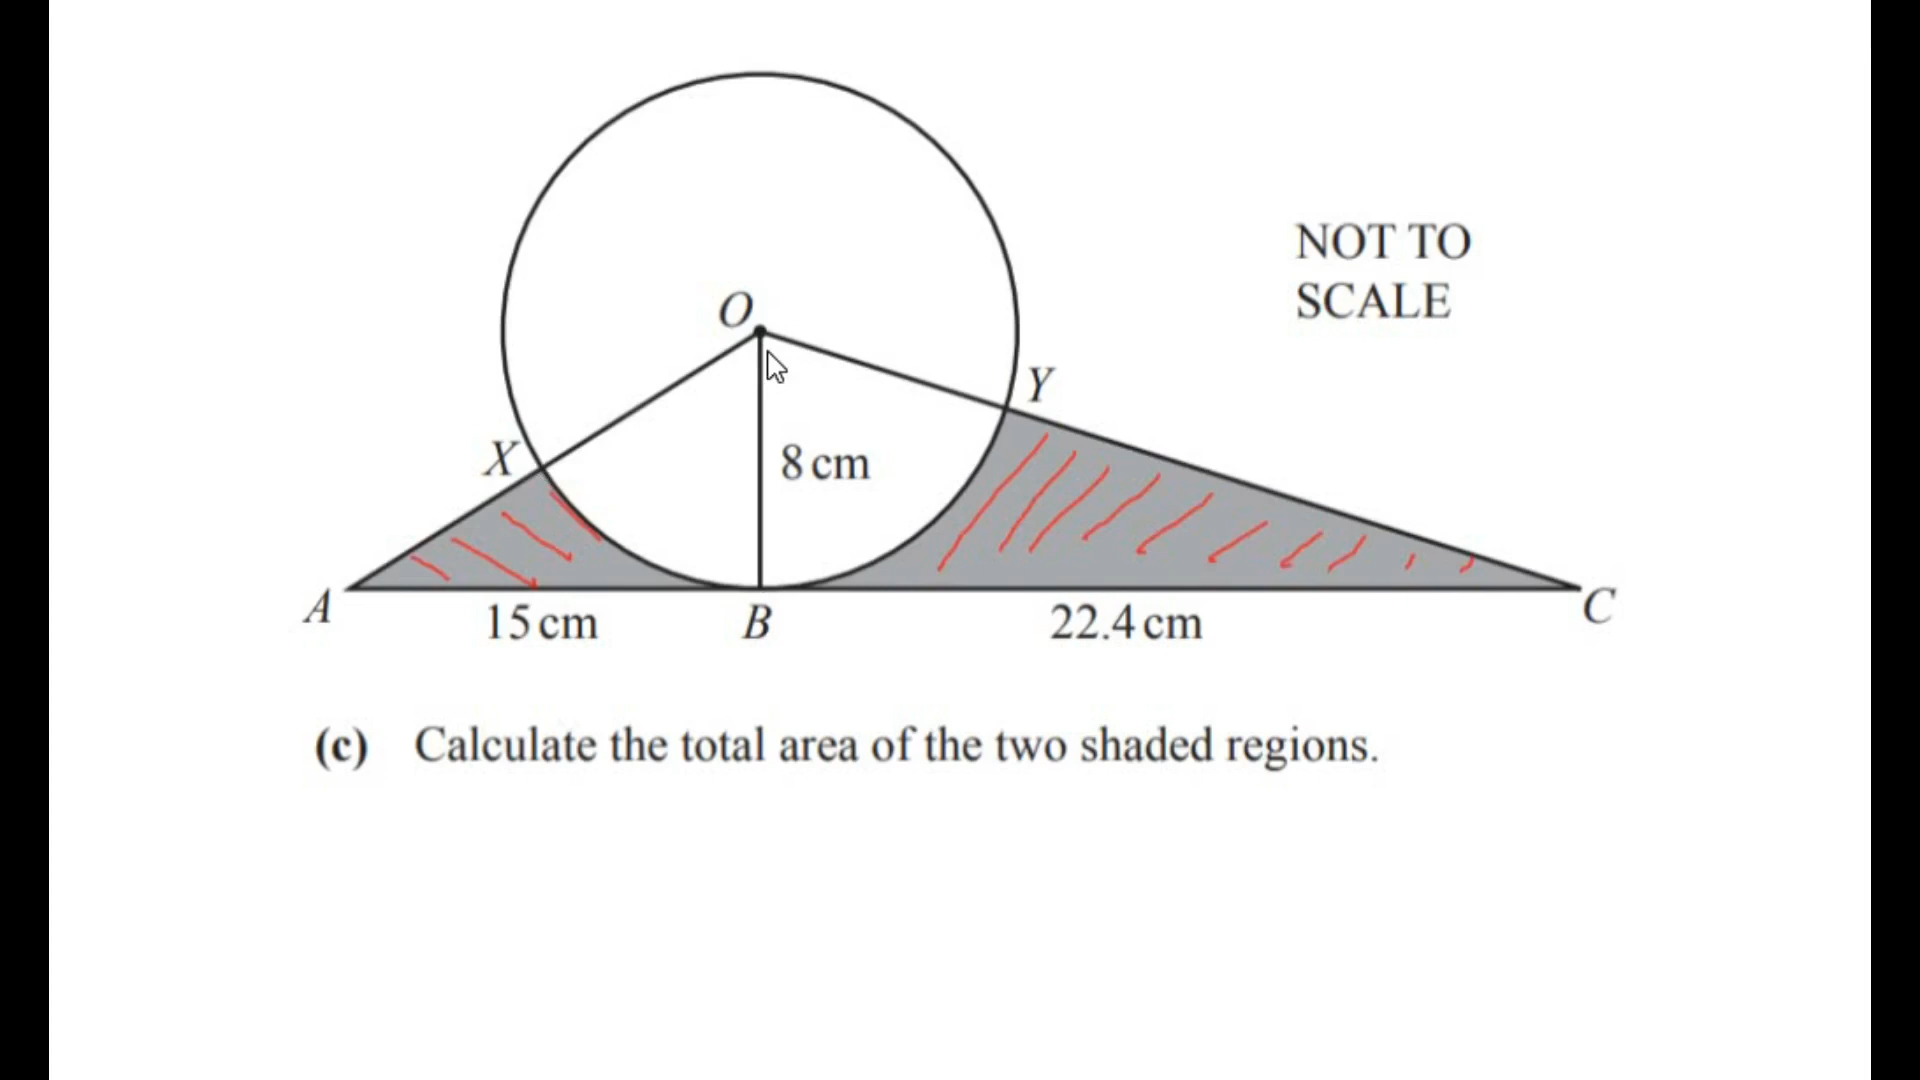 O
NOT TO
SCALE
Y
X
8 cm
A
15 cm
B
22.4 cm
C
(c) Calculate the total area of the two shaded regions.